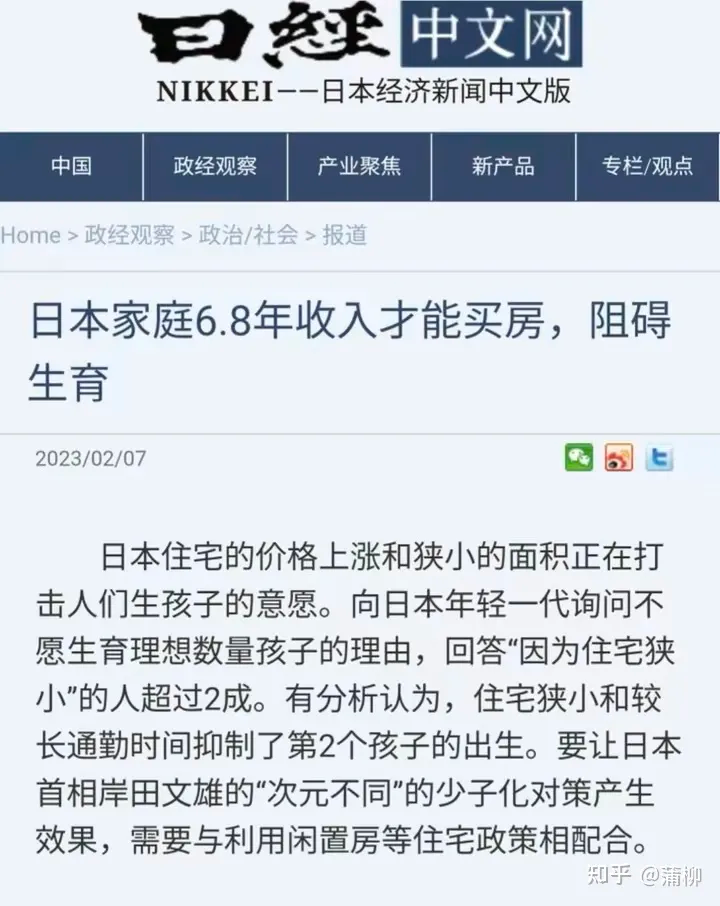 日經中文网
NIKKEI——日本经济新闻中文版
中国 政经观察 产业聚焦 新产品 专栏/观点
Home > 政经观察 > 政治/社会 > 报道
日本家庭6.8年收入才能买房，阻碍
生育
2023/02/07
日本住宅的价格上涨和狭小的面积正在打
击人们生孩子的意愿。向日本年轻一代询问不
愿生育理想数量孩子的理由，回答“因为住宅狭
小”的人超过2成。有分析认为，住宅狭小和较
长通勤时间抑制了第2个孩子的出生。要让日本
首相岸田文雄的“次元不同”的少子化对策产生
效果，需要与利用闲置房等住宅政策相配合。
知乎 @蒲柳